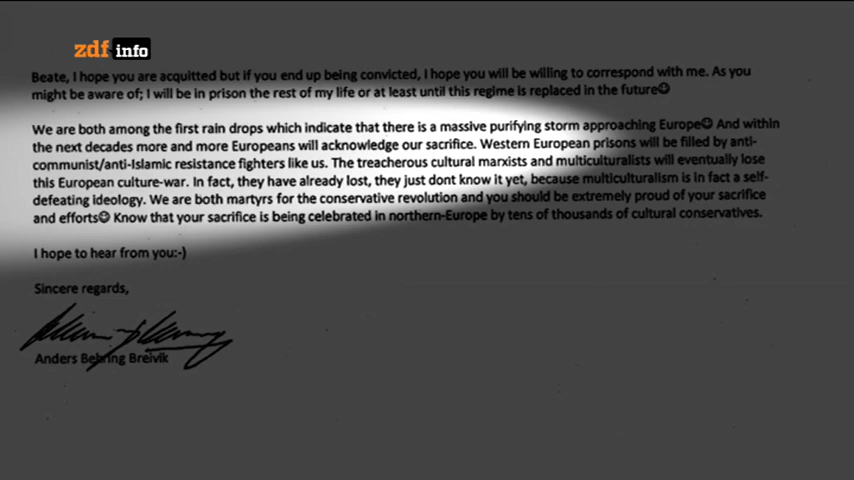 zdf info
Beate, I hope you are acquitted but if you end up being convicted, I hope you will be willing to correspond with me. As you
might be aware of; I will be in prison the rest of my life or at least until this regime is replaced in the future☺
We are both among the first rain drops which indicate that there is a massive purifying storm approaching Europe☺ And within
the next decades more and more Europeans will acknowledge our sacrifice. Western European prisons will be filled by anti-
communist/anti-Islamic resistance fighters like us. The treacherous cultural marxists and multiculturalists will eventually lose
this European culture-war. In fact, they have already lost, they just dont know it yet, because multiculturalism is in fact a self-
defeating ideology. We are both martyrs for the conservative revolution and you should be extremely proud of your sacrifice
and efforts☺ Know that your sacrifice is being celebrated in northern-Europe by tens of thousands of cultural conservatives.
I hope to hear from you:-)
Sincere regards,
Anders Behring Breivik